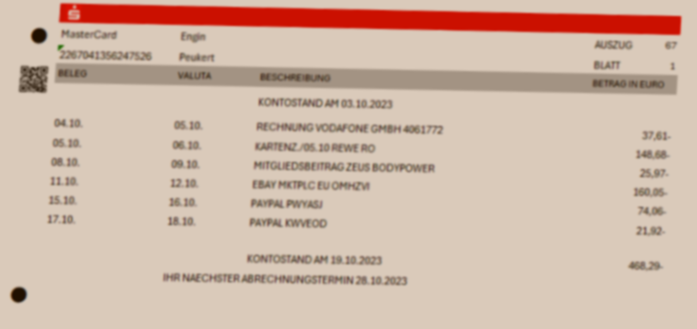 MasterCard Engin AUSZUG 67
2267041356247526 Peukert BLATT 1
BELEG VALUTA BESCHREIBUNG BETRAG IN EURO
KONTOSTAND AM 03.10.2023
04.10. 05.10. RECHNUNG VODAFONE GMBH 4061772 37,61-
05.10. 06.10. KARTENZ./05.10 REWE RO 148,68-
08.10. 09.10. MITGLIEDSBEITRAG ZEUS BODYPOWER 25,97-
11.10. 12.10. EBAY MKTPLC EU OMHZVI 160,05-
15.10. 16.10. PAYPAL PWYASJ 74,06-
17.10. 18.10. PAYPAL KWVEOD 21,92-
KONTOSTAND AM 19.10.2023 468,29-
IHR NAECHSTER ABRECHNUNGSTERMIN 28.10.2023